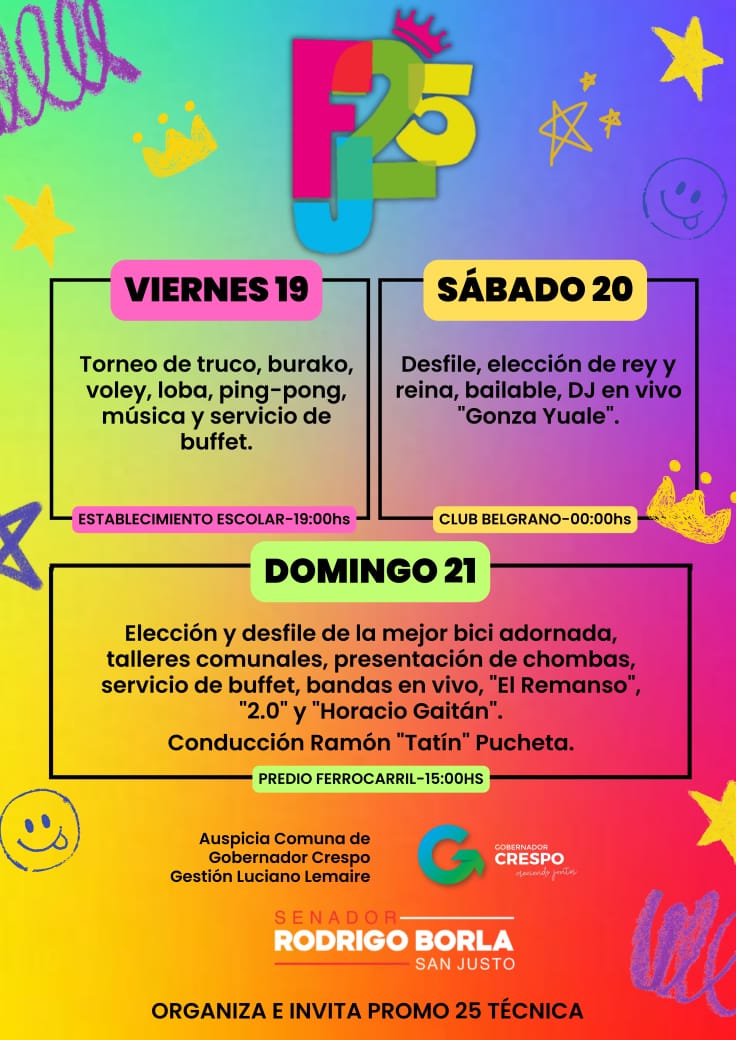 FJ25
VIERNES 19
Torneo de truco, burako,
voley, loba, ping-pong,
música y servicio de
buffet.
ESTABLECIMIENTO ESCOLAR-19:00hs
SÁBADO 20
Desfile, elección de rey y
reina, bailable, DJ en vivo
"Gonza Yuale".
CLUB BELGRANO-00:00hs
DOMINGO 21
Elección y desfile de la mejor bici adornada,
talleres comunales, presentación de chombas,
servicio de buffet, bandas en vivo, "El Remanso",
"2.0" y "Horacio Gaitán".
Conducción Ramón "Tatín" Pucheta.
PREDIO FERROCARRIL-15:00HS
Auspicia Comuna de
Gobernador Crespo
Gestión Luciano Lemaire
GOBERNADOR
CRESPO
creciendo juntos
SENADOR
RODRIGO BORLA
SAN JUSTO
ORGANIZA E INVITA PROMO 25 TÉCNICA